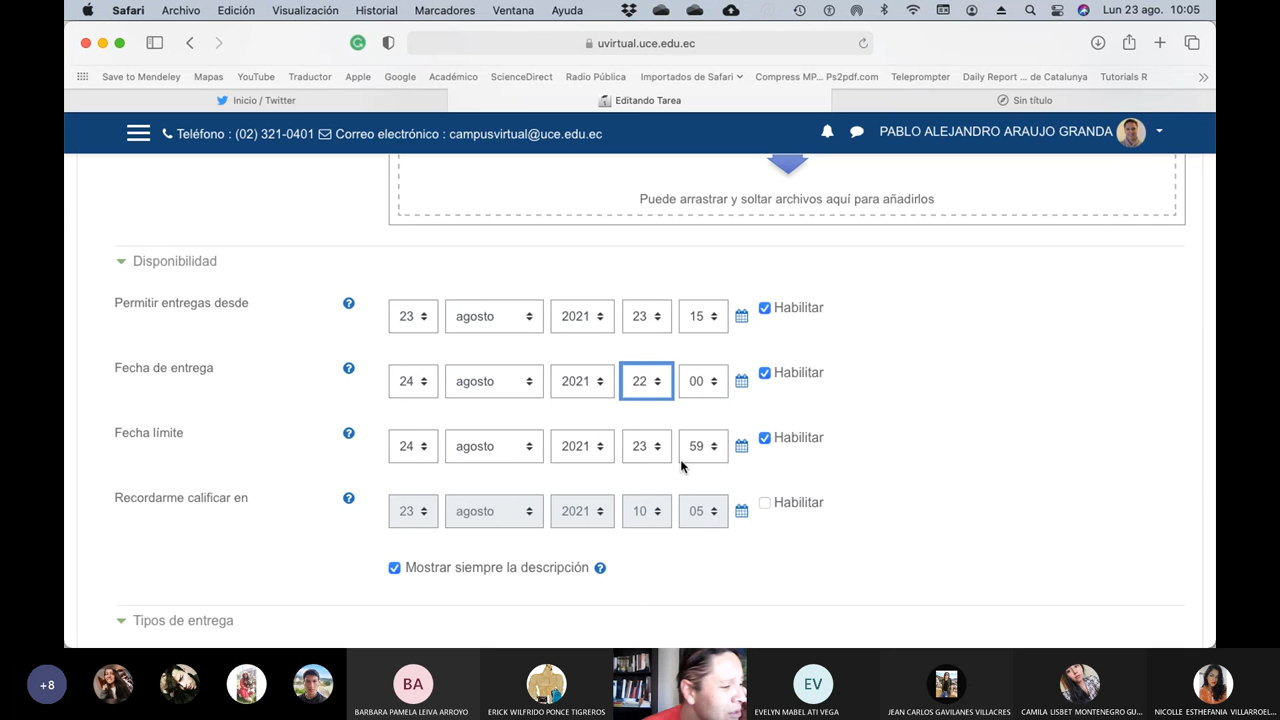 Safari Archivo Edición Visualización Historial Marcadores Ventana Ayuda Lun 23 ago. 10:05
uvirtual.uce.edu.ec
Save to Mendeley Mapas YouTube Traductor Apple Google Académico ScienceDirect Radio Pública Importados de Safari Compress MP... Ps2pdf.com Teleprompter Daily Report ... de Catalunya Tutorials R
Inicio / Twitter Editando Tarea Sin título
Teléfono : (02) 321-0401 Correo electrónico : campusvirtual@uce.edu.ec PABLO ALEJANDRO ARAUJO GRANDA
Puede arrastrar y soltar archivos aquí para añadirlos
Disponibilidad
Permitir entregas desde ? 23 agosto 2021 23 15 Habilitar
Fecha de entrega ? 24 agosto 2021 22 00 Habilitar
Fecha límite ? 24 agosto 2021 23 59 Habilitar
Recordarme calificar en ? 23 agosto 2021 10 05 Habilitar
Mostrar siempre la descripción ?
Tipos de entrega
+8 BA EV
BARBARA PAMELA LEIVA ARROYO ERICK WILFRIDO PONCE TIGREROS EVELYN MABEL ATI VEGA JEAN CARLOS GAVILANES VILLACRES CAMILA LISBET MONTENEGRO GU... NICOLLE ESTHEFANIA VILLARROEL...